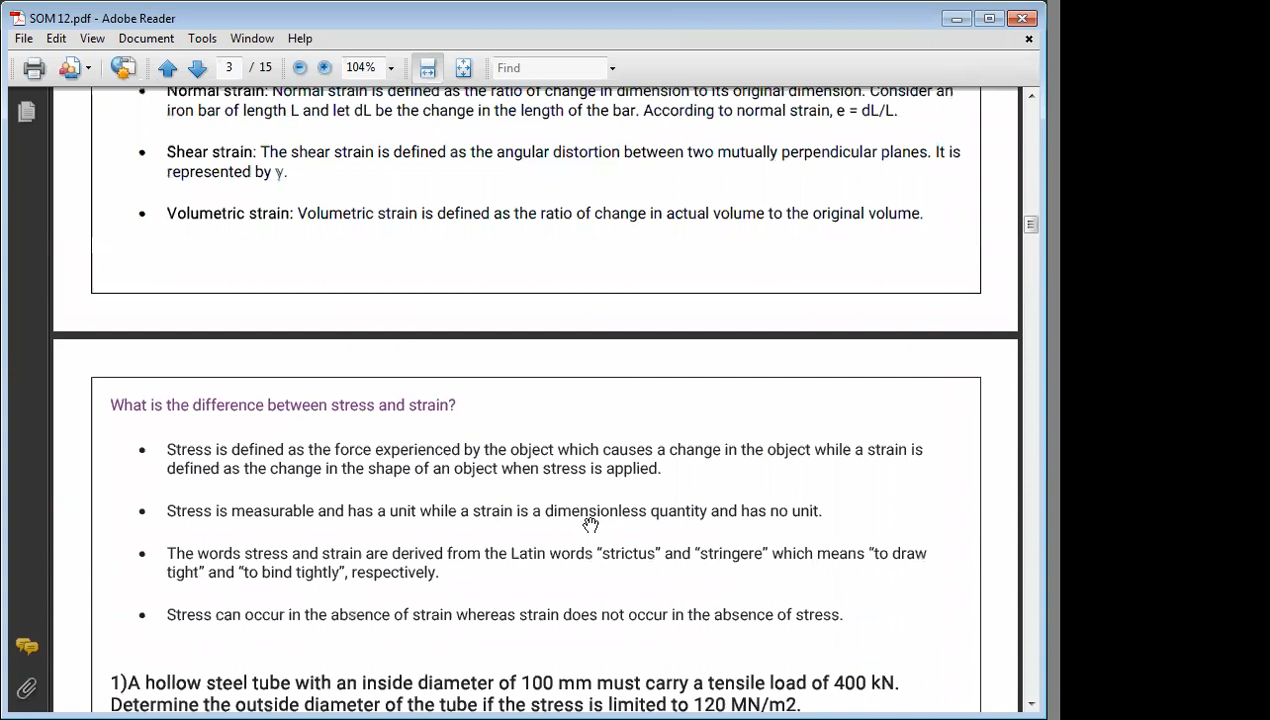 SOM 12.pdf - Adobe Reader
File Edit View Document Tools Window Help
3 / 15 104% Find
Normal strain: Normal strain is defined as the ratio of change in dimension to its original dimension. Consider an
iron bar of length L and let dL be the change in the length of the bar. According to normal strain, e = dL/L.
• Shear strain: The shear strain is defined as the angular distortion between two mutually perpendicular planes. It is
represented by γ.
• Volumetric strain: Volumetric strain is defined as the ratio of change in actual volume to the original volume.
What is the difference between stress and strain?
• Stress is defined as the force experienced by the object which causes a change in the object while a strain is
defined as the change in the shape of an object when stress is applied.
• Stress is measurable and has a unit while a strain is a dimensionless quantity and has no unit.
• The words stress and strain are derived from the Latin words “strictus” and “stringere” which means “to draw
tight” and “to bind tightly”, respectively.
• Stress can occur in the absence of strain whereas strain does not occur in the absence of stress.
1)A hollow steel tube with an inside diameter of 100 mm must carry a tensile load of 400 kN.
Determine the outside diameter of the tube if the stress is limited to 120 MN/m2.